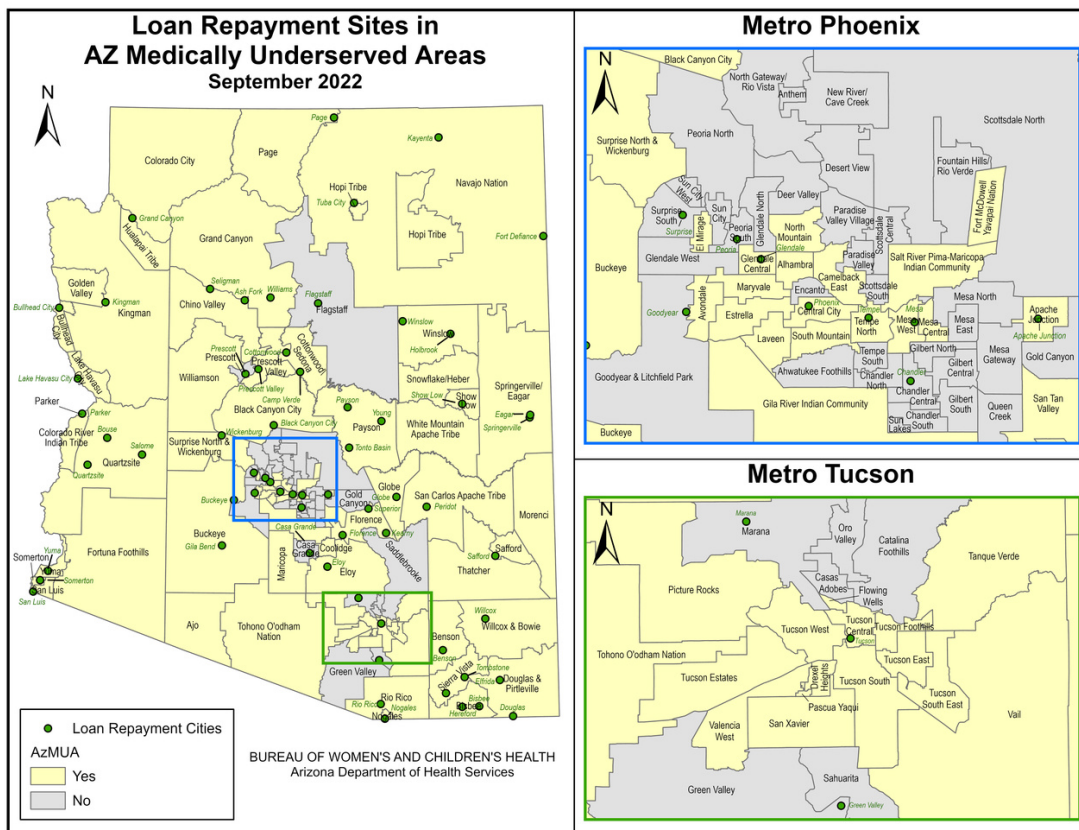 Loan Repayment Sites in
AZ Medically Underserved Areas
September 2022
N
Page
Kayenta
Colorado City
Page
Navajo Nation
Hopi Tribe
Tuba City
Grand Canyon
Hualapai Tribe
Grand Canyon
Hopi Tribe
Fort Defiance
Golden
Valley
Kingman
Kingman
Bullhead City
Bullhead
City
Seligman
Ash Fork
Williams
Chino Valley
Flagstaff
Flagstaff
Winslow
Winslow
Holbrook
Lake Havasu
Lake Havasu City
Prescott
Prescott
Cottonwood
Prescott
Valley
Cottonwood/
Sedona
Prescott Valley
Camp Verde
Williamson
Snowflake/Heber
Springerville/
Eagar
Show Low
Show
Low
Eagar
Springerville
Parker
Parker
Colorado River
Indian Tribe
Bouse
Salome
Quartzsite
Quartzsite
Black Canyon City
Black Canyon City
Wickenburg
Surprise North &
Wickenburg
Payson
Young
Payson
Tonto Basin
White Mountain
Apache Tribe
Globe
Globe
Superior
Gold
Canyon
San Carlos Apache Tribe
Peridot
Morenci
Buckeye
Buckeye
Gila Bend
Casa Grande
Casa
Grande
Florence
Florence
Kearny
Coolidge
Maricopa
Eloy
Eloy
Saddlebrooke
Safford
Safford
Thatcher
Somerton
Yuma
Yuma
Somerton
San Luis
San Luis
Fortuna Foothills
Ajo
Tohono O'odham
Nation
Green Valley
Willcox
Willcox & Bowie
Benson
Benson
Tombstone
Elfrida
Sierra Vista
Douglas &
Pirtleville
Bisbee
Bisbee
Hereford
Douglas
Rio Rico
Rio Rico
Nogales
Nogales
Loan Repayment Cities
AzMUA
Yes
No
BUREAU OF WOMEN'S AND CHILDREN'S HEALTH
Arizona Department of Health Services
Metro Phoenix
N
Black Canyon City
North Gateway/
Rio Vista
Anthem
New River/
Cave Creek
Scottsdale North
Peoria North
Surprise North &
Wickenburg
Desert View
Fountain Hills/
Rio Verde
Fort McDowell
Yavapai Nation
Sun City
West
Sun
City
Surprise
South
Surprise
El Mirage
Peoria
South
Peoria
Glendale North
Deer Valley
North
Mountain
Glendale
Paradise
Valley Village
Paradise
Valley
Scottsdale
Central
Salt River Pima-Maricopa
Indian Community
Buckeye
Glendale West
Glendale
Central
Alhambra
Camelback
East
Scottsdale
South
Maryvale
Encanto
Avondale
Goodyear
Estrella
Phoenix
Central City
Tempe
Tempe
North
Mesa
Mesa
West
Mesa
Central
Mesa North
Mesa
East
Apache
Junction
Apache Junction
Laveen
South Mountain
Goodyear & Litchfield Park
Ahwatukee Foothills
Tempe
South
Gilbert North
Gilbert
Central
Mesa
Gateway
Gold Canyon
Chandler
Chandler
North
Chandler
Central
Gilbert
South
Gila River Indian Community
Sun
Lakes
Chandler
South
Queen
Creek
San Tan
Valley
Buckeye
Metro Tucson
N
Marana
Marana
Oro
Valley
Catalina
Foothills
Tanque Verde
Picture Rocks
Casas
Adobes
Flowing
Wells
Tucson West
Tucson
Central
Tucson
Tucson Foothills
Tohono O'odham Nation
Tucson Estates
Drexel
Heights
Tucson East
Tucson South
Tucson
South East
Pascua Yaqui
Valencia
West
San Xavier
Vail
Green Valley
Sahuarita
Green Valley